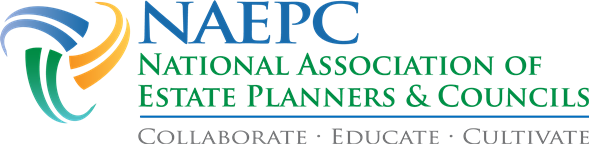 NAEPC
National Association of
Estate Planners & Councils
Collaborate · Educate · Cultivate